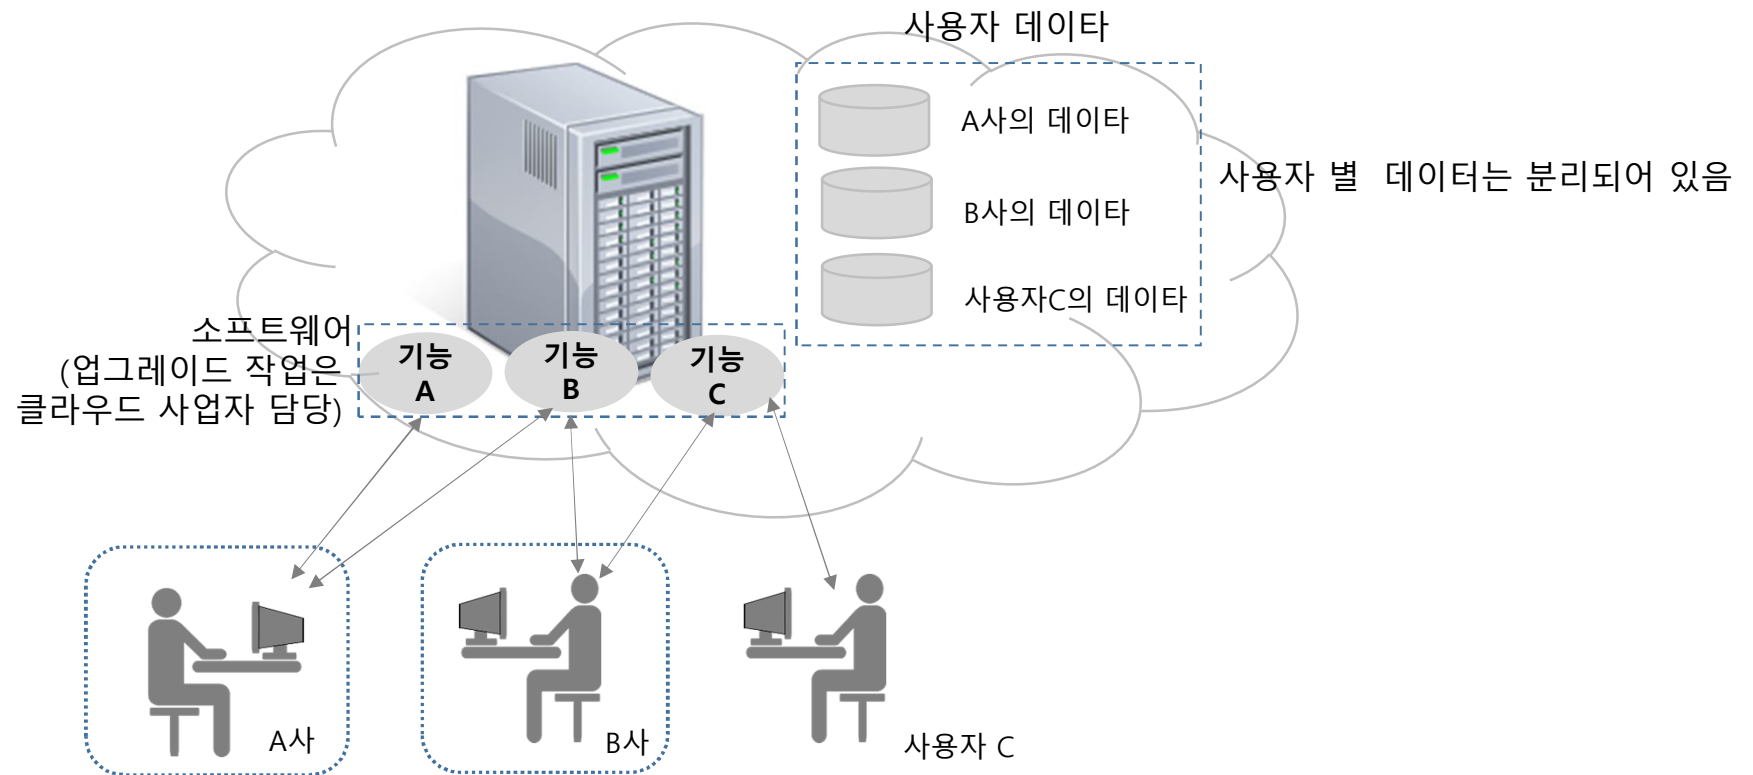 사용자 데이타
A사의 데이타
사용자 별 데이터는 분리되어 있음
B사의 데이타
사용자C의 데이타
소프트웨어
(업그레이드 작업은
클라우드 사업자 담당)
기능
A
기능
B
기능
C
A사
B사
사용자 C